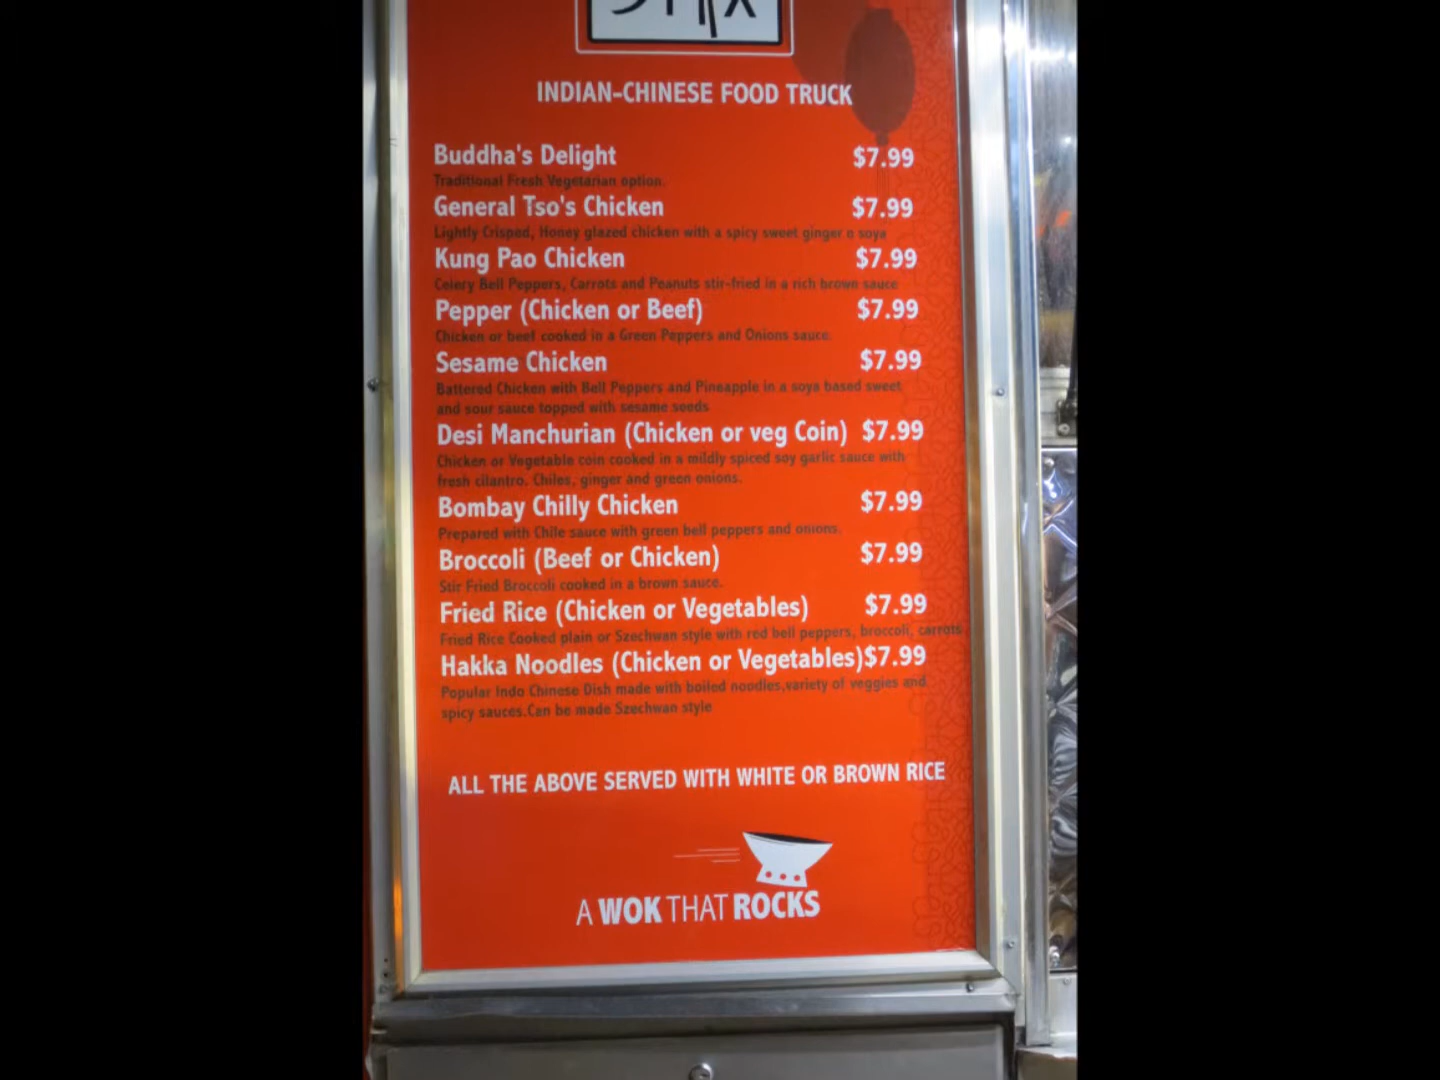 INDIAN-CHINESE FOOD TRUCK
Buddha's Delight $7.99
Traditional Fresh Vegetarian option.
General Tso's Chicken $7.99
Lightly Crisped, Honey glazed chicken with a spicy sweet ginger n soya
Kung Pao Chicken $7.99
Celery Bell Peppers, Carrots and Peanuts stir-fried in a rich brown sauce
Pepper (Chicken or Beef) $7.99
Chicken or beef cooked in a Green Peppers and Onions sauce.
Sesame Chicken $7.99
Battered Chicken with Bell Peppers and Pineapple in a soya based sweet
and sour sauce topped with sesame seeds
Desi Manchurian (Chicken or veg Coin) $7.99
Chicken or Vegetable coin cooked in a mildly spiced soy garlic sauce with
fresh cilantro. Chiles, ginger and green onions.
Bombay Chilly Chicken $7.99
Prepared with Chile sauce with green bell peppers and onions.
Broccoli (Beef or Chicken) $7.99
Stir Fried Broccoli cooked in a brown sauce.
Fried Rice (Chicken or Vegetables) $7.99
Fried Rice Cooked plain or Szechwan style with red bell peppers, broccoli, carrots
Hakka Noodles (Chicken or Vegetables)$7.99
Popular Indo Chinese Dish made with boiled noodles,variety of veggies and
spicy sauces.Can be made Szechwan style
ALL THE ABOVE SERVED WITH WHITE OR BROWN RICE
A WOK THAT ROCKS